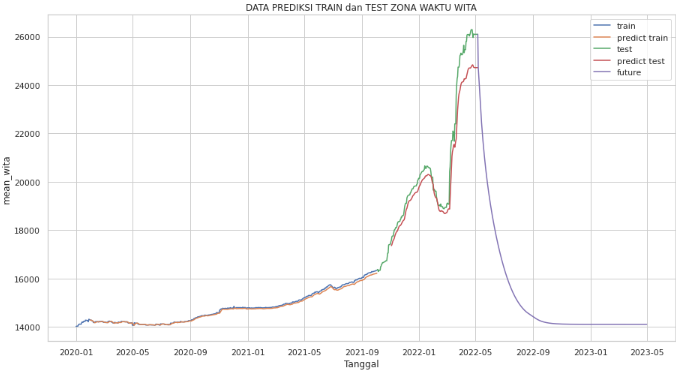 DATA PREDIKSI TRAIN dan TEST ZONA WAKTU WITA
train
predict train
test
predict test
future
mean_wita
26000
24000
22000
20000
18000
16000
14000
2020-01 2020-05 2020-09 2021-01 2021-05 2021-09 2022-01 2022-05 2022-09 2023-01 2023-05
Tanggal